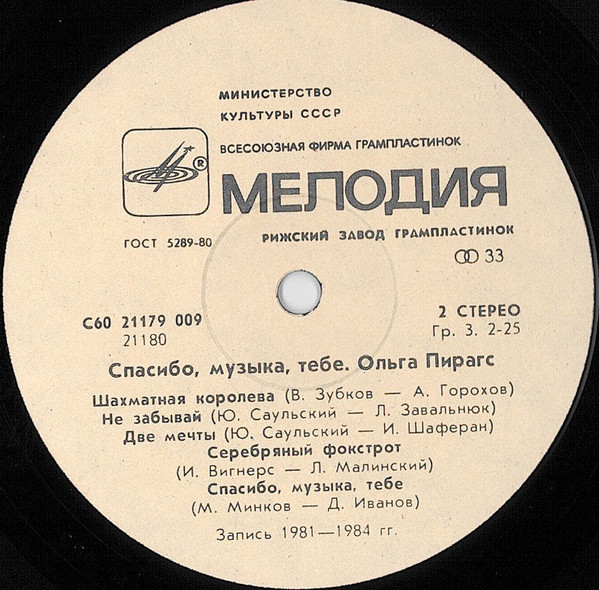 МИНИСТЕРСТВО
КУЛЬТУРЫ СССР
ВСЕСОЮЗНАЯ ФИРМА ГРАМПЛАСТИНОК
®
МЕЛОДИЯ
ГОСТ 5289-80
РИЖСКИЙ ЗАВОД ГРАМПЛАСТИНОК
33
С60 21179 009
2 СТЕРЕО
21180
Гр. 3. 2-25
Спасибо, музыка, тебе. Ольга Пирагс
Шахматная королева (В. Зубков — А. Горохов)
Не забывай (Ю. Саульский — Л. Завальнюк)
Две мечты (Ю. Саульский — И. Шаферан)
Серебряный фокстрот
(И. Вигнерс — Л. Малинский)
Спасибо, музыка, тебе
(М. Минков — Д. Иванов)
Запись 1981—1984 гг.